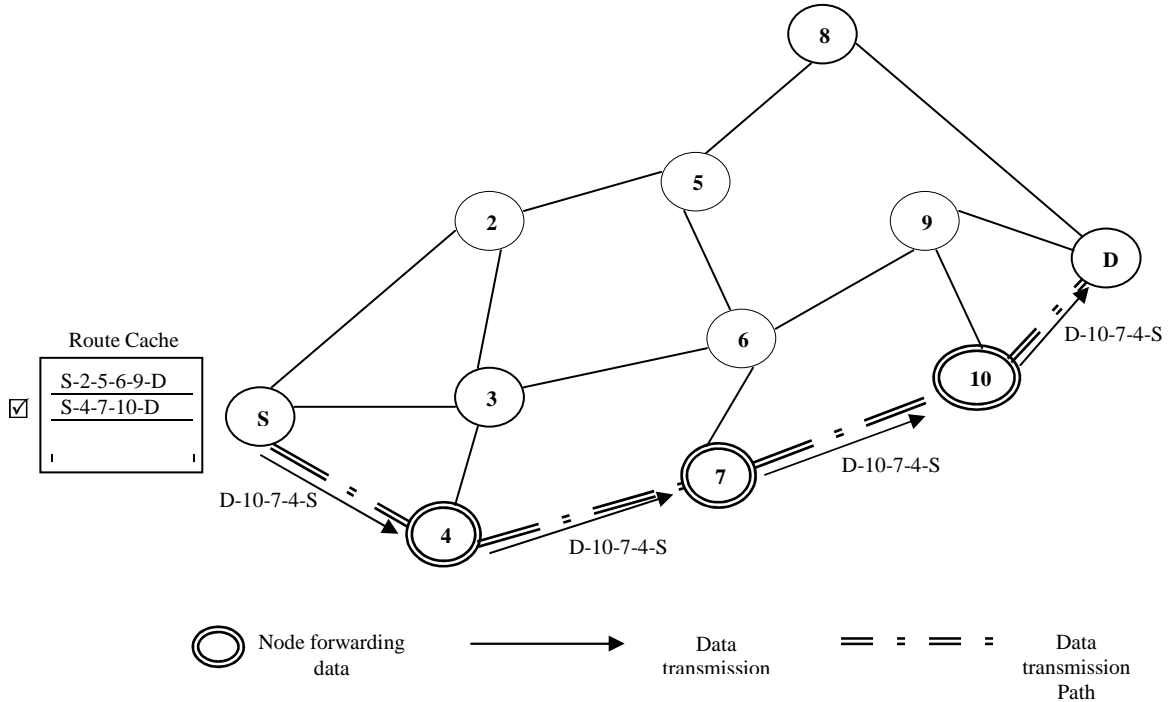 8
5
2
9
D
6
D-10-7-4-S
Route Cache
10
S-2-5-6-9-D
3
S-4-7-10-D
S
D-10-7-4-S
7
D-10-7-4-S
4
D-10-7-4-S
Node forwarding
data
Data
transmission
Data
transmission
Path